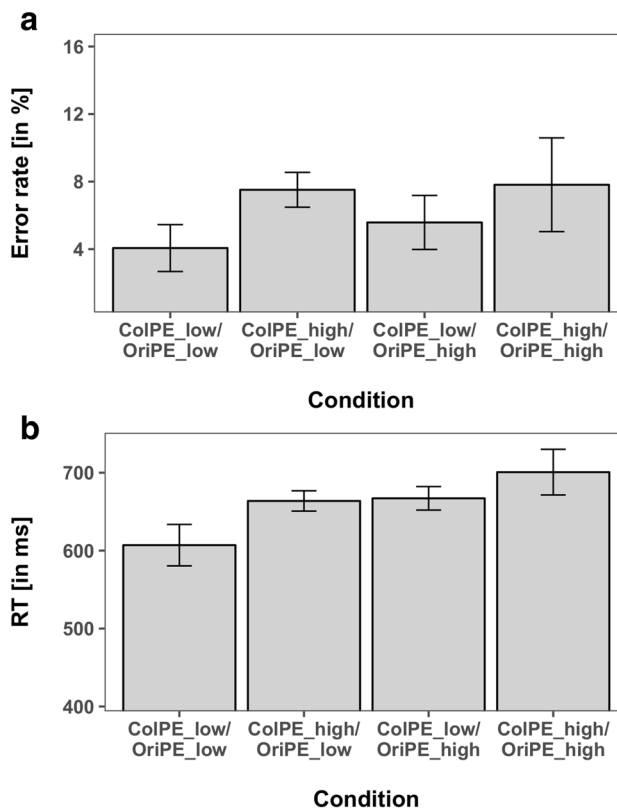 a
Error rate [in %]
16
12
8
4
ColPE_low/ ColPE_high/ ColPE_low/ ColPE_high/
OriPE_low OriPE_low OriPE_high OriPE_high
Condition
b
RT [in ms]
700
600
500
400
ColPE_low/ ColPE_high/ ColPE_low/ ColPE_high/
OriPE_low OriPE_low OriPE_high OriPE_high
Condition